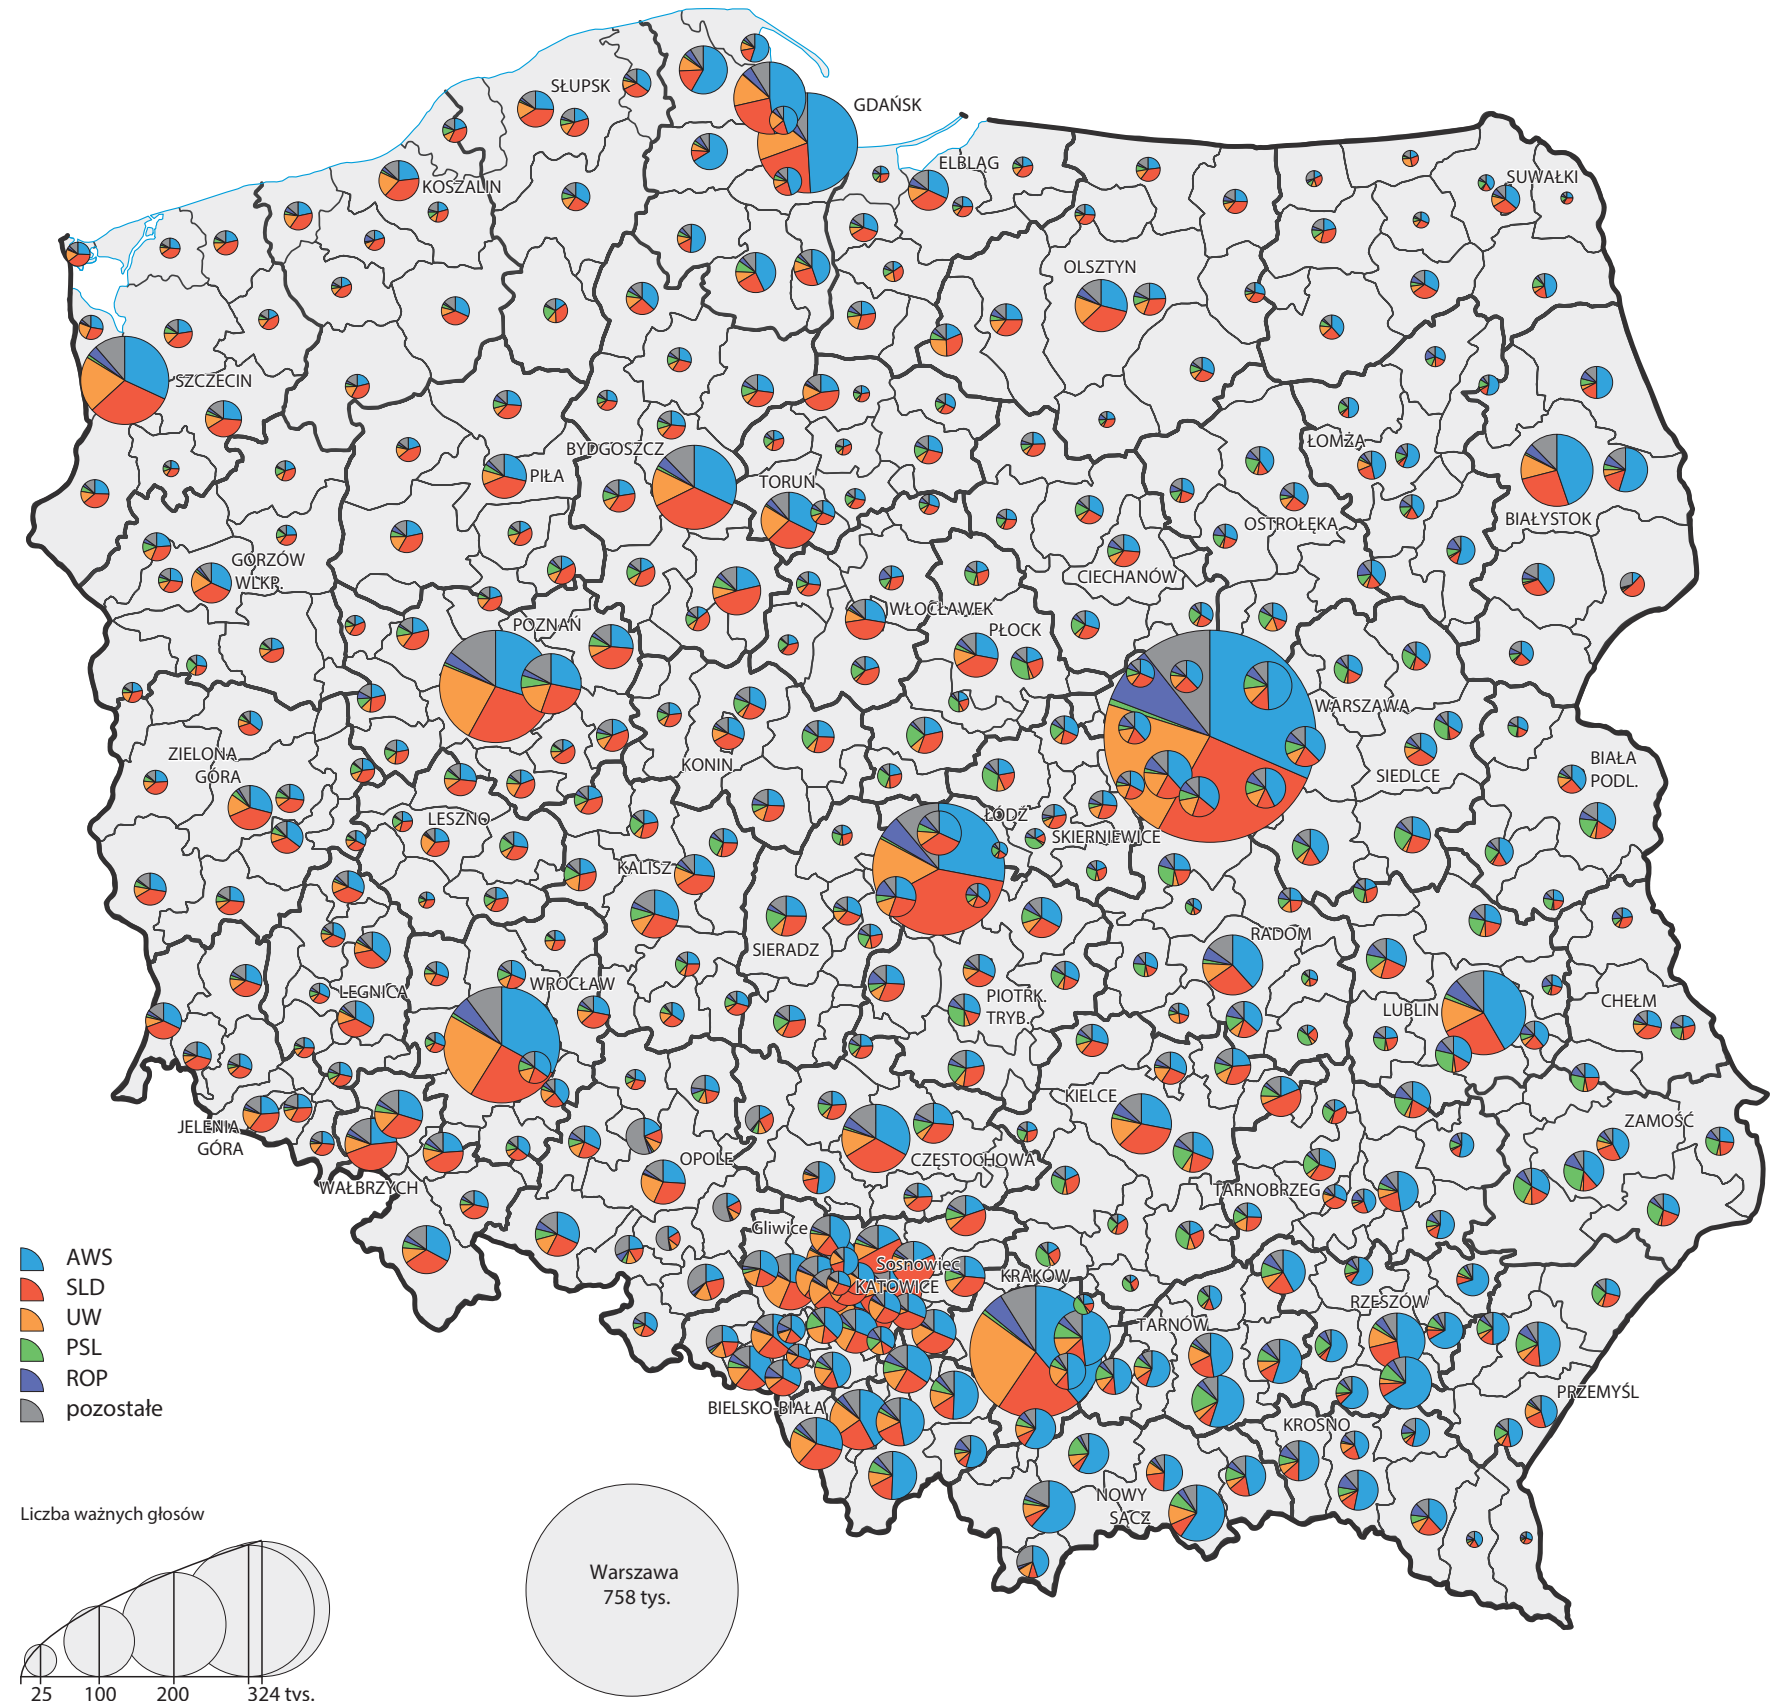 SŁUPSK
GDAŃSK
KOSZALIN
ELBLĄG
SUWAŁKI
OLSZTYN
SZCZECIN
BYDGOSZCZ
PIŁA
TORUŃ
ŁOMŻA
OSTROŁĘKA
BIAŁYSTOK
GORZÓW
WLKP.
CIECHANÓW
POZNAŃ
WŁOCŁAWEK
PŁOCK
WARSZAWA
ZIELONA
GÓRA
KONIN
SIEDLCE
BIAŁA
PODL.
LESZNO
ŁÓDŹ
SKIERNIEWICE
KALISZ
SIERADZ
RADOM
WROCŁAW
LEGNICA
PIOTRK.
TRYB.
LUBLIN
CHEŁM
JELENIA
GÓRA
KIELCE
ZAMOŚĆ
OPOLE
CZĘSTOCHOWA
WAŁBRZYCH
TARNOBRZEG
Gliwice
Sosnowiec
KATOWICE
KRAKÓW
RZESZÓW
TARNÓW
BIELSKO-BIAŁA
PRZEMYŚL
KROSNO
NOWY
SĄCZ
AWS
SLD
UW
PSL
ROP
pozostałe
Liczba ważnych głosów
25 100 200 324 tys.
Warszawa
758 tys.